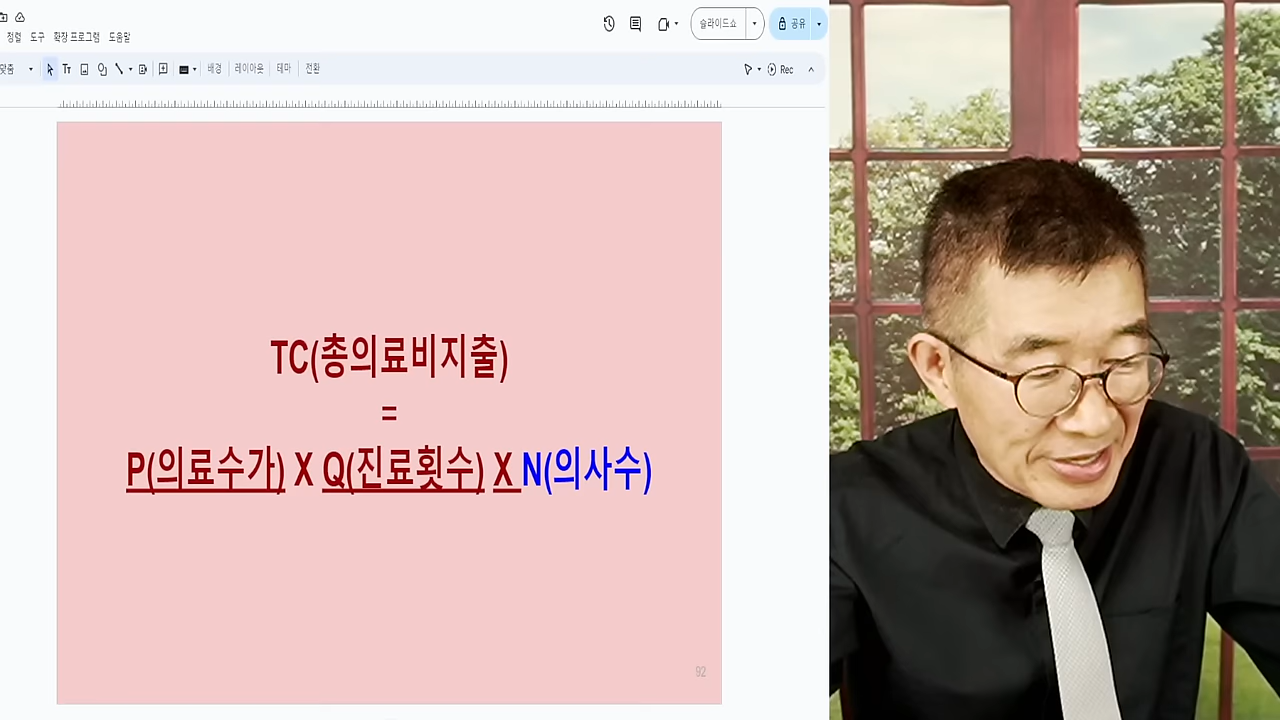 정렬 도구 확장 프로그램 도움말
슬라이드쇼
공유
맞춤
배경 레이아웃 테마 전환
Rec
TC(총의료비지출)
=
P(의료수가) X Q(진료횟수) X N(의사수)
92